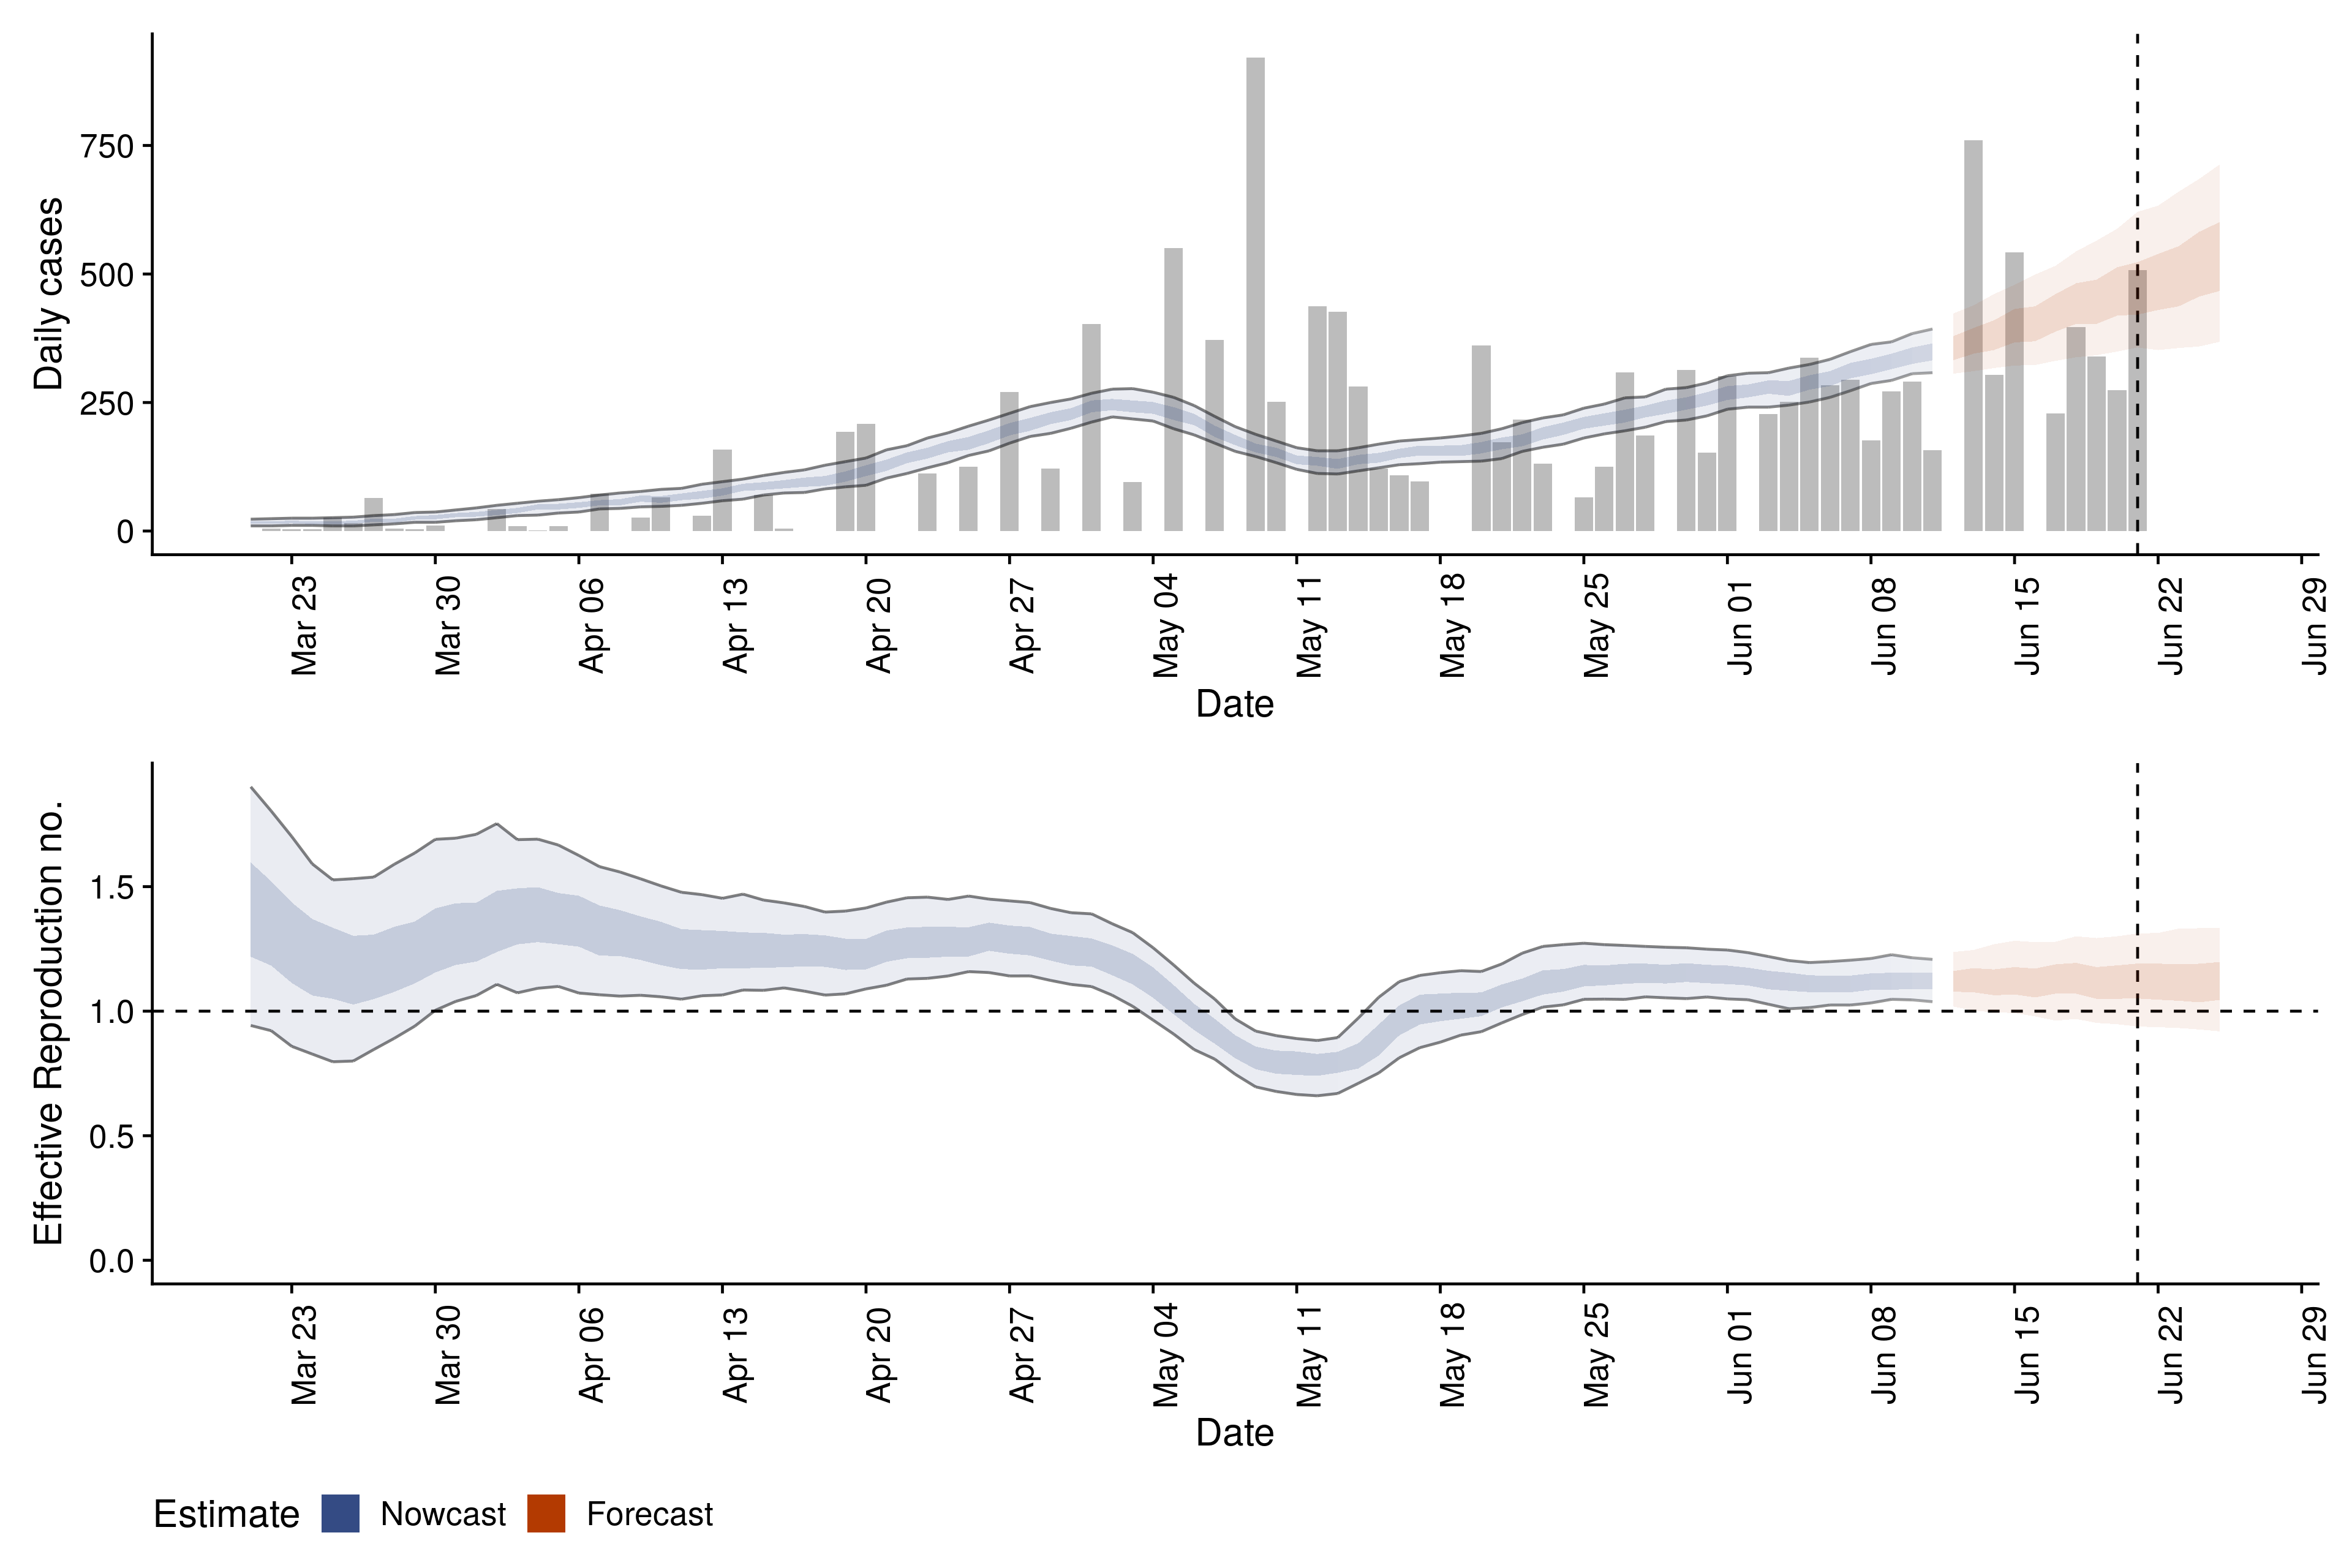 Daily cases
750
500
250
0
Mar 23
Mar 30
Apr 06
Apr 13
Apr 20
Apr 27
May 04
May 11
May 18
May 25
Jun 01
Jun 08
Jun 15
Jun 22
Jun 29
Date
Effective Reproduction no.
1.5
1.0
0.5
0.0
Mar 23
Mar 30
Apr 06
Apr 13
Apr 20
Apr 27
May 04
May 11
May 18
May 25
Jun 01
Jun 08
Jun 15
Jun 22
Jun 29
Date
Estimate Nowcast Forecast